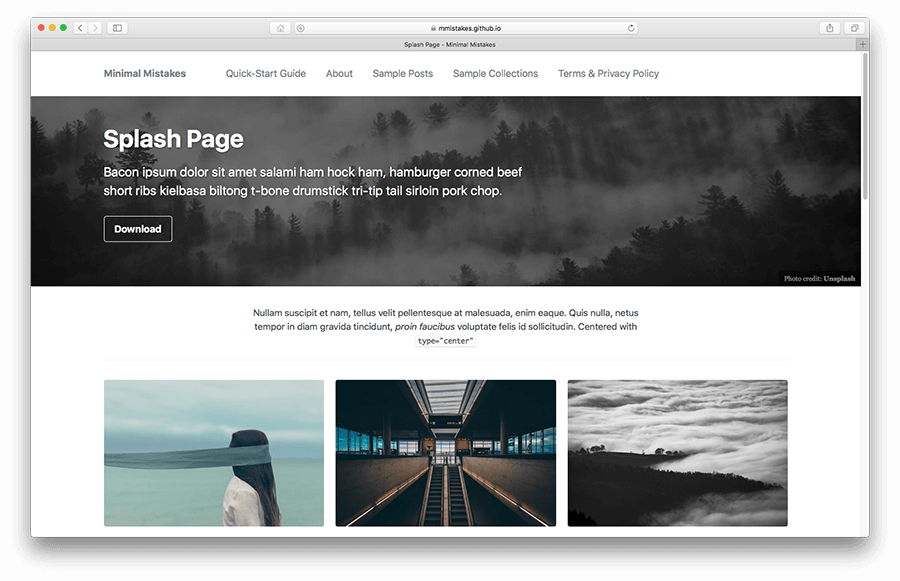 mmistakes.github.io
Splash Page - Minimal Mistakes
Minimal Mistakes Quick-Start Guide About Sample Posts Sample Collections Terms & Privacy Policy
Splash Page
Bacon ipsum dolor sit amet salami ham hock ham, hamburger corned beef
short ribs kielbasa biltong t-bone drumstick tri-tip tail sirloin pork chop.
Download
Photo credit: Unsplash
Nullam suscipit et nam, tellus velit pellentesque at malesuada, enim eaque. Quis nulla, netus
tempor in diam gravida tincidunt, proin faucibus voluptate felis id sollicitudin. Centered with
type="center"